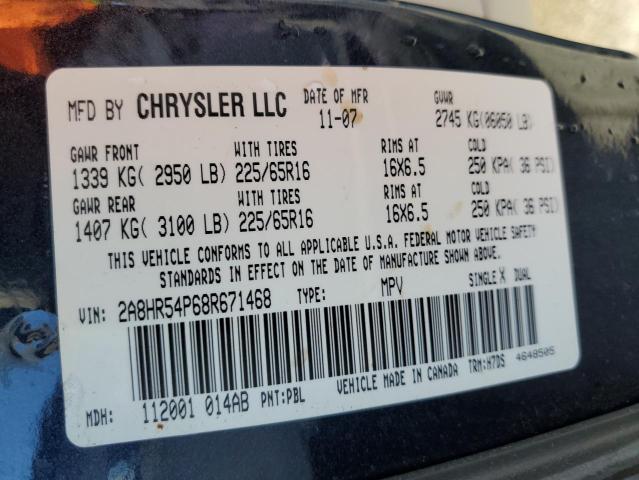 MFD BY CHRYSLER LLC DATE OF MFR 11-07 GVWR 2745 KG(06050 LB)
GAWR FRONT WITH TIRES RIMS AT COLD
1339 KG( 2950 LB) 225/65R16 16X6.5 250 KPA( 36 PSI)
GAWR REAR WITH TIRES RIMS AT COLD
1407 KG( 3100 LB) 225/65R16 16X6.5 250 KPA( 36 PSI)
THIS VEHICLE CONFORMS TO ALL APPLICABLE U.S.A. FEDERAL MOTOR VEHICLE SAFETY
STANDARDS IN EFFECT ON THE DATE OF MANUFACTURE SHOWN ABOVE.
VIN: 2A8HR54P68R671468 TYPE: MPV SINGLE X DUAL
VEHICLE MADE IN CANADA TRM:H7DS 4648505
MDH: 112001 014AB PNT:PBL